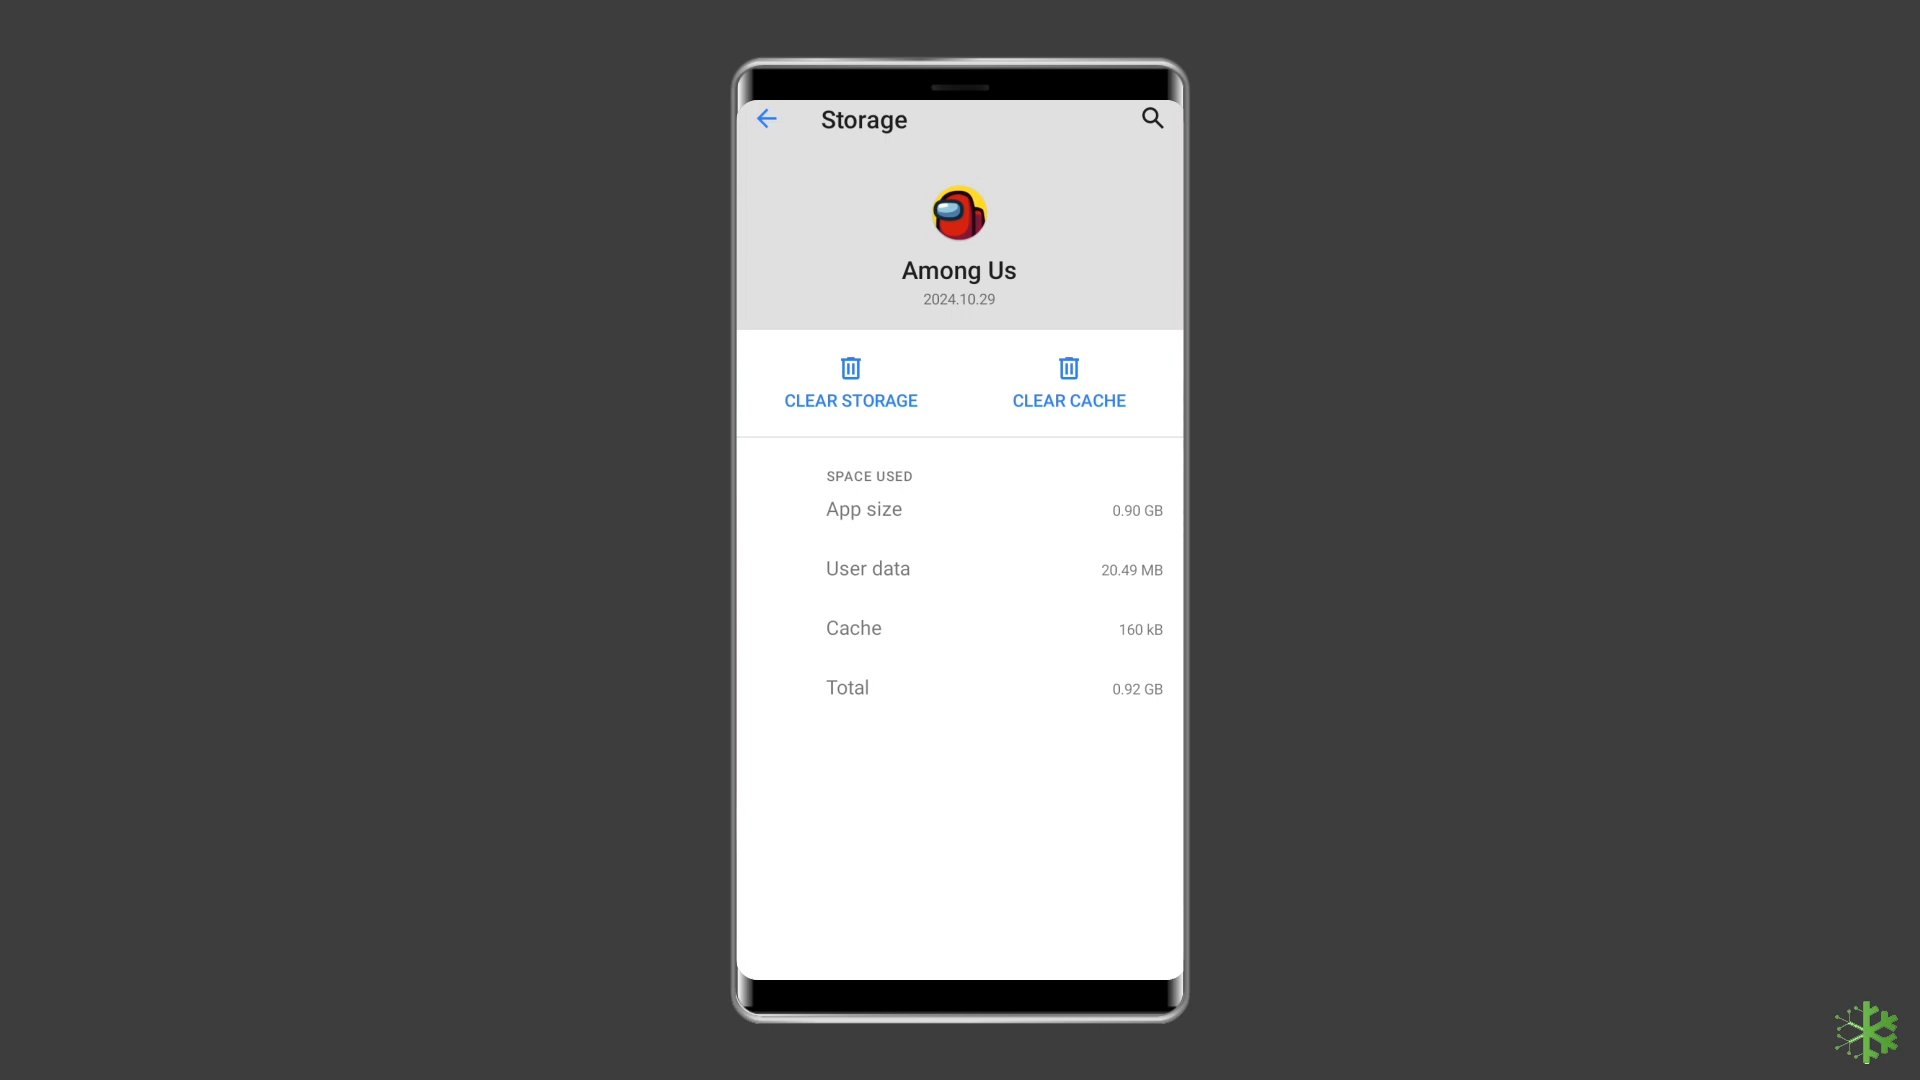 Storage
Among Us
2024.10.29
CLEAR STORAGE
CLEAR CACHE
SPACE USED
App size 0.90 GB
User data 20.49 MB
Cache 160 kB
Total 0.92 GB